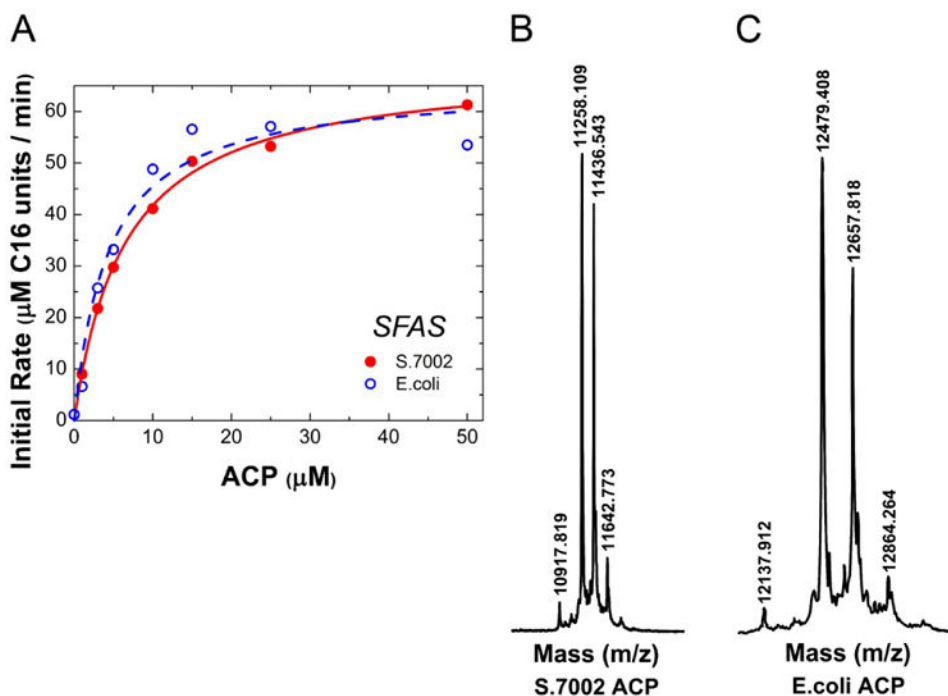 A
Initial Rate (μM C16 units / min)
60
50
40
30
20
10
0
0
10
20
30
40
50
ACP (μM)
SFAS
S.7002
E.coli
B
10917.819
11258.109
11436.543
11642.773
Mass (m/z)
S.7002 ACP
C
12137.912
12479.408
12657.818
12864.264
Mass (m/z)
E.coli ACP